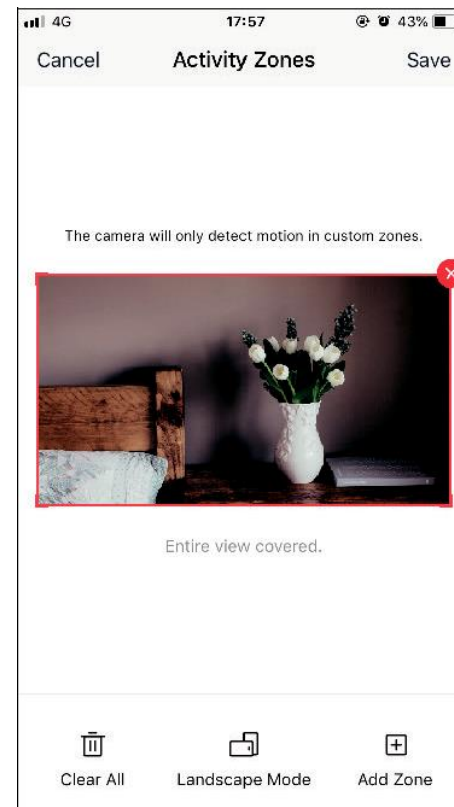 4G 17:57 43%
Cancel Activity Zones Save
The camera will only detect motion in custom zones.
Entire view covered.
Clear All Landscape Mode Add Zone